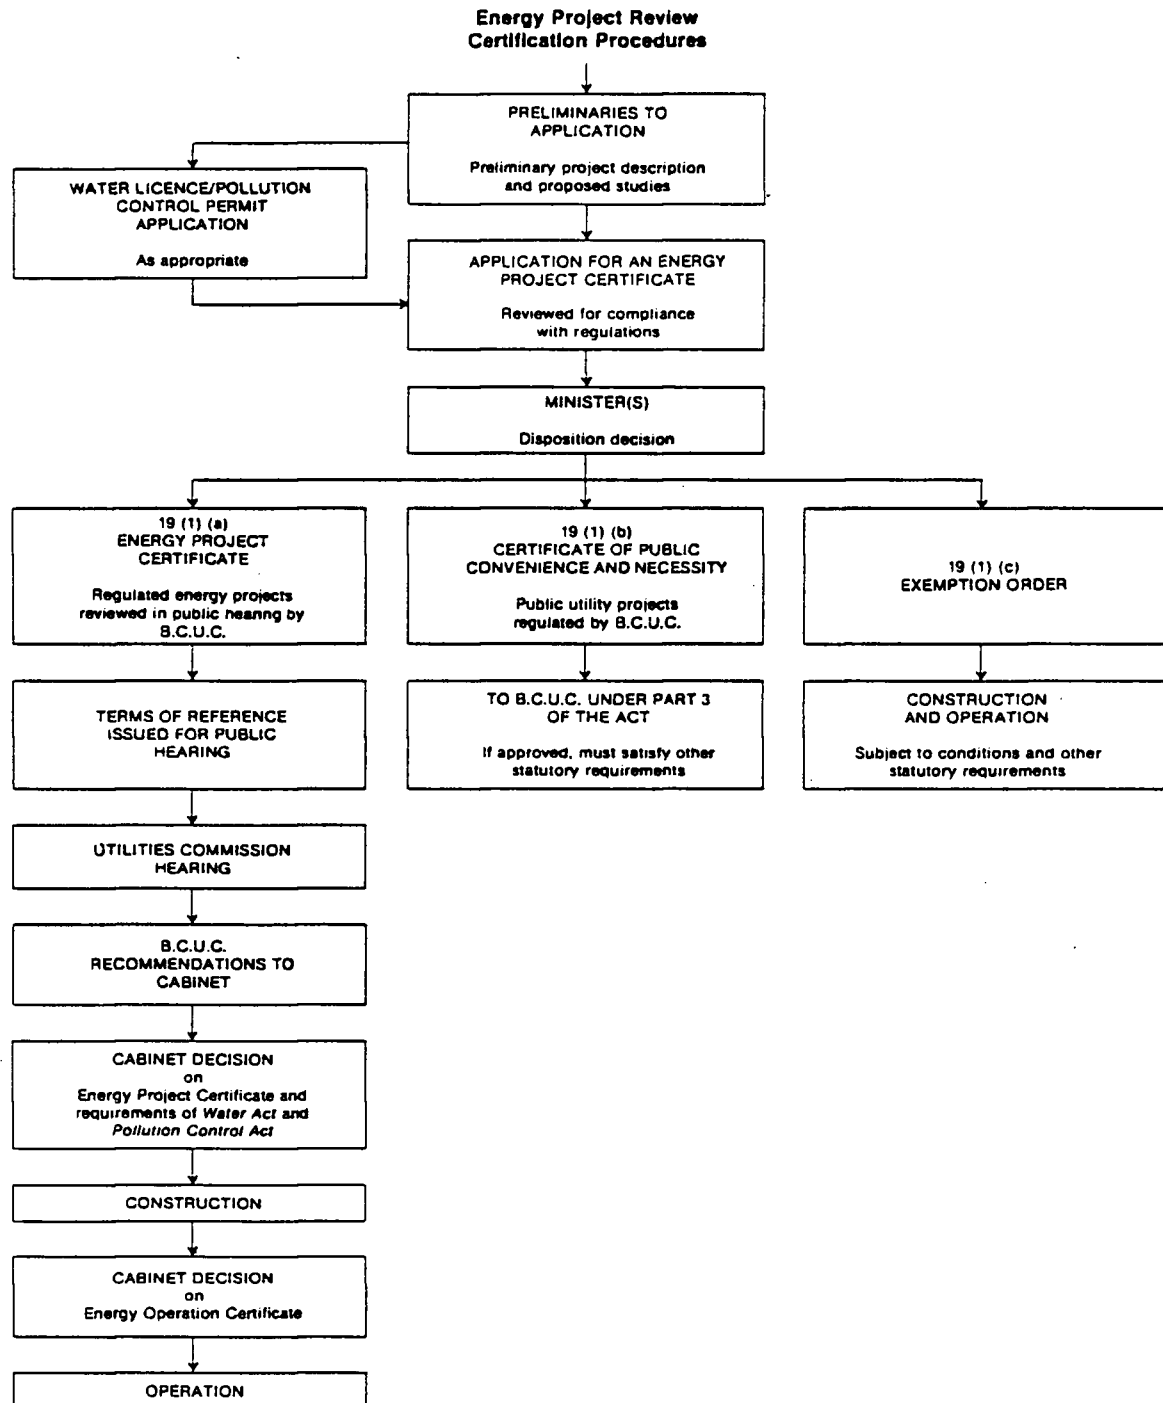 Energy Project Review
Certification Procedures
PRELIMINARIES TO
APPLICATION
Preliminary project description
and proposed studies
WATER LICENCE/POLLUTION
CONTROL PERMIT
APPLICATION
As appropriate
APPLICATION FOR AN ENERGY
PROJECT CERTIFICATE
Reviewed for compliance
with regulations
MINISTER(S)
Disposition decision
19 (1) (a)
ENERGY PROJECT
CERTIFICATE
Regulated energy projects
reviewed in public hearing by
B.C.U.C.
19 (1) (b)
CERTIFICATE OF PUBLIC
CONVENIENCE AND NECESSITY
Public utility projects
regulated by B.C.U.C.
19 (1) (c)
EXEMPTION ORDER
TERMS OF REFERENCE
ISSUED FOR PUBLIC
HEARING
TO B.C.U.C. UNDER PART 3
OF THE ACT
If approved, must satisfy other
statutory requirements
CONSTRUCTION
AND OPERATION
Subject to conditions and other
statutory requirements
UTILITIES COMMISSION
HEARING
B.C.U.C.
RECOMMENDATIONS TO
CABINET
CABINET DECISION
on
Energy Project Certificate and
requirements of Water Act and
Pollution Control Act
CONSTRUCTION
CABINET DECISION
on
Energy Operation Certificate
OPERATION